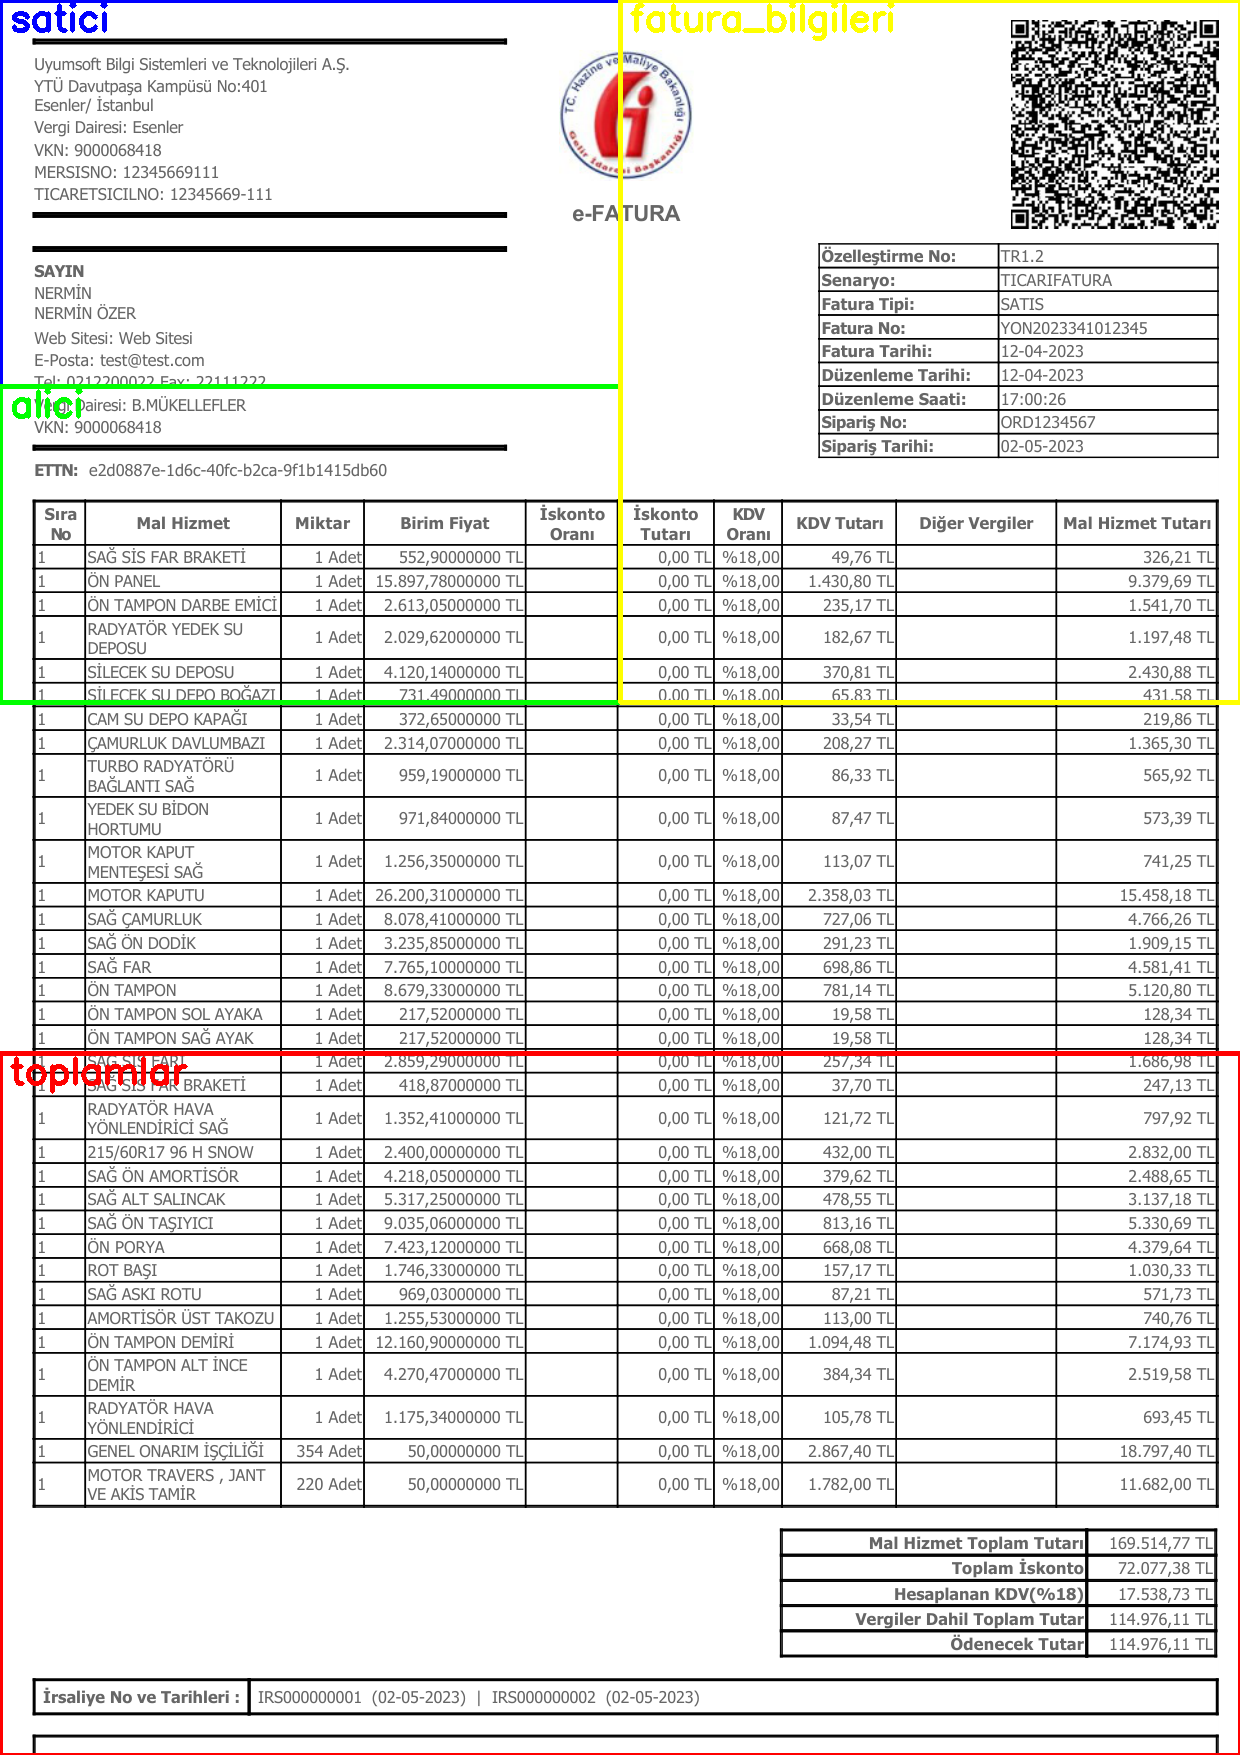 satici
fatura_bilgileri
Uyumsoft Bilgi Sistemleri ve Teknolojileri A.Ş.
YTÜ Davutpaşa Kampüsü No:401
Esenler/ İstanbul
Vergi Dairesi: Esenler
VKN: 9000068418
MERSISNO: 12345669111
TICARETSICILNO: 12345669-111
T.C. Hazine ve Maliye Bakanlığı
Gelir İdaresi Başkanlığı
e-FATURA
SAYIN
NERMİN
NERMİN ÖZER
Web Sitesi: Web Sitesi
E-Posta: test@test.com
Tel: 0212200022 Fax: 22111222
alici
Vergi Dairesi: B.MÜKELLEFLER
VKN: 9000068418
Özelleştirme No: TR1.2
Senaryo: TICARIFATURA
Fatura Tipi: SATIS
Fatura No: YON2023341012345
Fatura Tarihi: 12-04-2023
Düzenleme Tarihi: 12-04-2023
Düzenleme Saati: 17:00:26
Sipariş No: ORD1234567
Sipariş Tarihi: 02-05-2023
ETTN: e2d0887e-1d6c-40fc-b2ca-9f1b1415db60
Sıra No Mal Hizmet Miktar Birim Fiyat İskonto Oranı İskonto Tutarı KDV Oranı KDV Tutarı Diğer Vergiler Mal Hizmet Tutarı
1 SAĞ SİS FAR BRAKETİ 1 Adet 552,90000000 TL 0,00 TL %18,00 49,76 TL 326,21 TL
1 ÖN PANEL 1 Adet 15.897,78000000 TL 0,00 TL %18,00 1.430,80 TL 9.379,69 TL
1 ÖN TAMPON DARBE EMİCİ 1 Adet 2.613,05000000 TL 0,00 TL %18,00 235,17 TL 1.541,70 TL
1 RADYATÖR YEDEK SU DEPOSU 1 Adet 2.029,62000000 TL 0,00 TL %18,00 182,67 TL 1.197,48 TL
1 SİLECEK SU DEPOSU 1 Adet 4.120,14000000 TL 0,00 TL %18,00 370,81 TL 2.430,88 TL
1 SİLECEK SU DEPO BOĞAZI 1 Adet 731,49000000 TL 0,00 TL %18,00 65,83 TL 431,58 TL
1 CAM SU DEPO KAPAĞI 1 Adet 372,65000000 TL 0,00 TL %18,00 33,54 TL 219,86 TL
1 ÇAMURLUK DAVLUMBAZI 1 Adet 2.314,07000000 TL 0,00 TL %18,00 208,27 TL 1.365,30 TL
1 TURBO RADYATÖRÜ BAĞLANTI SAĞ 1 Adet 959,19000000 TL 0,00 TL %18,00 86,33 TL 565,92 TL
1 YEDEK SU BİDON HORTUMU 1 Adet 971,84000000 TL 0,00 TL %18,00 87,47 TL 573,39 TL
1 MOTOR KAPUT MENTEŞESİ SAĞ 1 Adet 1.256,35000000 TL 0,00 TL %18,00 113,07 TL 741,25 TL
1 MOTOR KAPUTU 1 Adet 26.200,31000000 TL 0,00 TL %18,00 2.358,03 TL 15.458,18 TL
1 SAĞ ÇAMURLUK 1 Adet 8.078,41000000 TL 0,00 TL %18,00 727,06 TL 4.766,26 TL
1 SAĞ ÖN DODİK 1 Adet 3.235,85000000 TL 0,00 TL %18,00 291,23 TL 1.909,15 TL
1 SAĞ FAR 1 Adet 7.765,10000000 TL 0,00 TL %18,00 698,86 TL 4.581,41 TL
1 ÖN TAMPON 1 Adet 8.679,33000000 TL 0,00 TL %18,00 781,14 TL 5.120,80 TL
1 ÖN TAMPON SOL AYAKA 1 Adet 217,52000000 TL 0,00 TL %18,00 19,58 TL 128,34 TL
1 ÖN TAMPON SAĞ AYAK 1 Adet 217,52000000 TL 0,00 TL %18,00 19,58 TL 128,34 TL
1 SAĞ SİS FARI 1 Adet 2.859,29000000 TL 0,00 TL %18,00 257,34 TL 1.686,98 TL
toplamlar
1 SAĞ SİS FAR BRAKETİ 1 Adet 418,87000000 TL 0,00 TL %18,00 37,70 TL 247,13 TL
1 RADYATÖR HAVA YÖNLENDİRİCİ SAĞ 1 Adet 1.352,41000000 TL 0,00 TL %18,00 121,72 TL 797,92 TL
1 215/60R17 96 H SNOW 1 Adet 2.400,00000000 TL 0,00 TL %18,00 432,00 TL 2.832,00 TL
1 SAĞ ÖN AMORTİSÖR 1 Adet 4.218,05000000 TL 0,00 TL %18,00 379,62 TL 2.488,65 TL
1 SAĞ ALT SALINCAK 1 Adet 5.317,25000000 TL 0,00 TL %18,00 478,55 TL 3.137,18 TL
1 SAĞ ÖN TAŞIYICI 1 Adet 9.035,06000000 TL 0,00 TL %18,00 813,16 TL 5.330,69 TL
1 ÖN PORYA 1 Adet 7.423,12000000 TL 0,00 TL %18,00 668,08 TL 4.379,64 TL
1 ROT BAŞI 1 Adet 1.746,33000000 TL 0,00 TL %18,00 157,17 TL 1.030,33 TL
1 SAĞ ASKI ROTU 1 Adet 969,03000000 TL 0,00 TL %18,00 87,21 TL 571,73 TL
1 AMORTİSÖR ÜST TAKOZU 1 Adet 1.255,53000000 TL 0,00 TL %18,00 113,00 TL 740,76 TL
1 ÖN TAMPON DEMİRİ 1 Adet 12.160,90000000 TL 0,00 TL %18,00 1.094,48 TL 7.174,93 TL
1 ÖN TAMPON ALT İNCE DEMİR 1 Adet 4.270,47000000 TL 0,00 TL %18,00 384,34 TL 2.519,58 TL
1 RADYATÖR HAVA YÖNLENDİRİCİ 1 Adet 1.175,34000000 TL 0,00 TL %18,00 105,78 TL 693,45 TL
1 GENEL ONARIM İŞÇİLİĞİ 354 Adet 50,00000000 TL 0,00 TL %18,00 2.867,40 TL 18.797,40 TL
1 MOTOR TRAVERS , JANT VE AKİS TAMİR 220 Adet 50,00000000 TL 0,00 TL %18,00 1.782,00 TL 11.682,00 TL
Mal Hizmet Toplam Tutarı 169.514,77 TL
Toplam İskonto 72.077,38 TL
Hesaplanan KDV(%18) 17.538,73 TL
Vergiler Dahil Toplam Tutar 114.976,11 TL
Ödenecek Tutar 114.976,11 TL
İrsaliye No ve Tarihleri : IRS000000001 (02-05-2023) | IRS000000002 (02-05-2023)